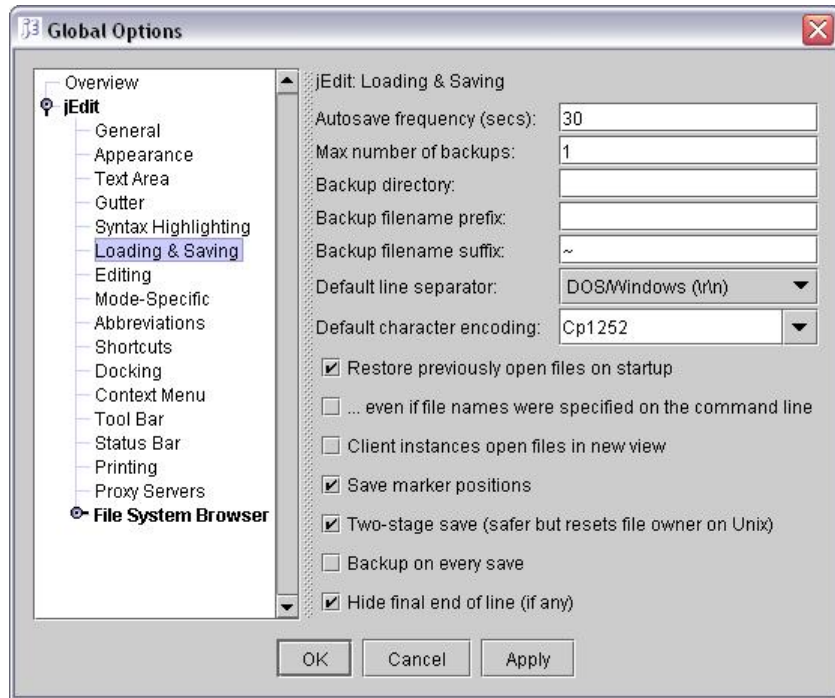 Global Options
Overview
jEdit
General
Appearance
Text Area
Gutter
Syntax Highlighting
Loading & Saving
Editing
Mode-Specific
Abbreviations
Shortcuts
Docking
Context Menu
Tool Bar
Status Bar
Printing
Proxy Servers
File System Browser
jEdit: Loading & Saving
Autosave frequency (secs): 30
Max number of backups: 1
Backup directory:
Backup filename prefix:
Backup filename suffix: ~
Default line separator: DOS/Windows (\r\n)
Default character encoding: Cp1252
Restore previously open files on startup
... even if file names were specified on the command line
Client instances open files in new view
Save marker positions
Two-stage save (safer but resets file owner on Unix)
Backup on every save
Hide final end of line (if any)
OK Cancel Apply